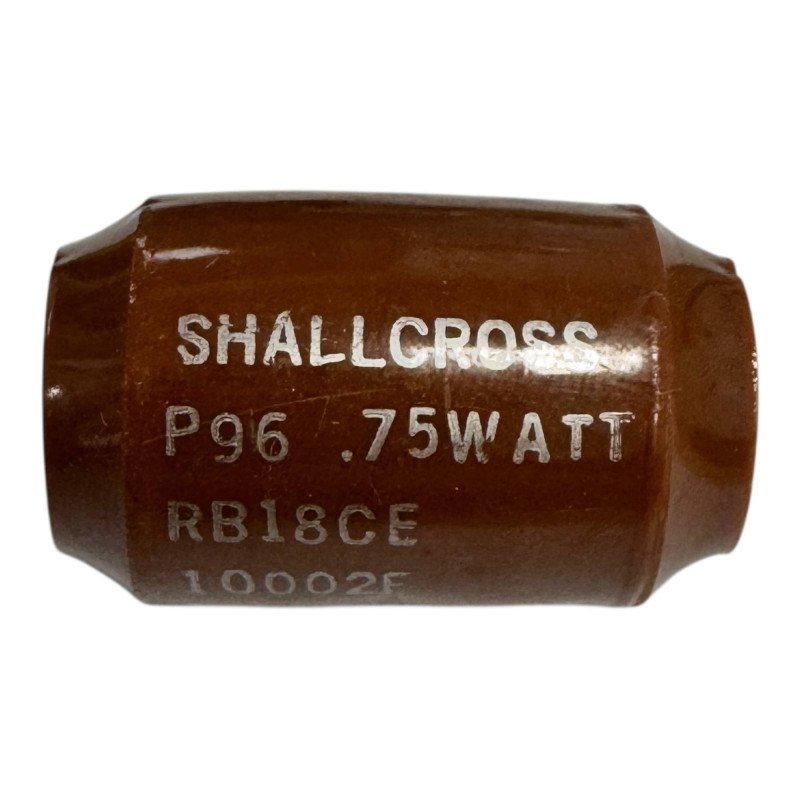 SHALLCROSS
P96 .75WATT
RB18CE
10002F